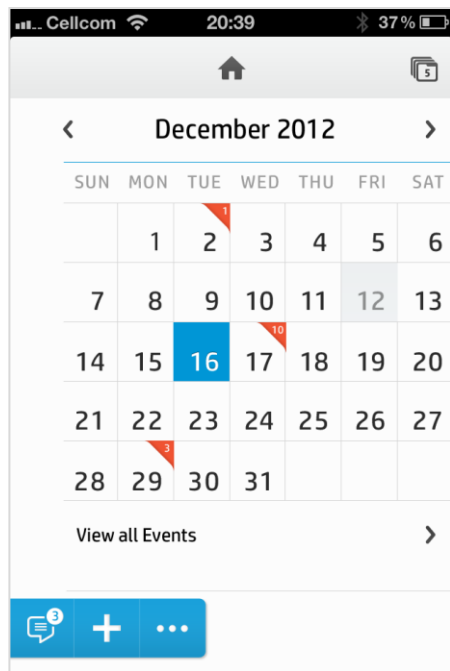 Cellcom 20:39 37%
5
December 2012
SUN MON TUE WED THU FRI SAT
1
1 2 3 4 5 6
7 8 9 10 11 12 13
10
14 15 16 17 18 19 20
21 22 23 24 25 26 27
3
28 29 30 31
View all Events
3